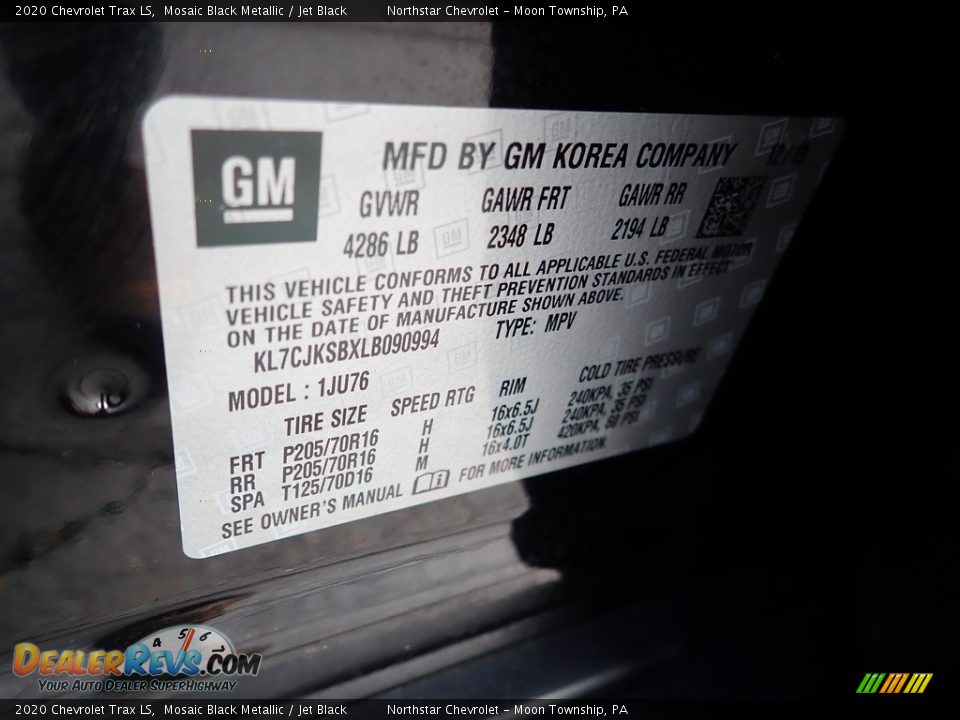 2020 Chevrolet Trax LS, Mosaic Black Metallic / Jet Black Northstar Chevrolet - Moon Township, PA
GM
MFD BY GM KOREA COMPANY
GVWR GAWR FRT GAWR RR
4286 LB 2348 LB 2194 LB
THIS VEHICLE CONFORMS TO ALL APPLICABLE U.S. FEDERAL MOTOR
VEHICLE SAFETY AND THEFT PREVENTION STANDARDS IN EFFECT
ON THE DATE OF MANUFACTURE SHOWN ABOVE.
KL7CJKSBXLB090994 TYPE: MPV
MODEL : 1JU76
TIRE SIZE SPEED RTG RIM COLD TIRE PRESSURE
FRT P205/70R16 H 16x6.5J 240KPA, 35 PSI
RR P205/70R16 H 16x6.5J 240KPA, 35 PSI
SPA T125/70D16 M 16x4.0T 420KPA, 60 PSI
SEE OWNER'S MANUAL FOR MORE INFORMATION.
4 5 6
DEALERREVS.COM
Your Auto Dealer SuperHighway
2020 Chevrolet Trax LS, Mosaic Black Metallic / Jet Black Northstar Chevrolet - Moon Township, PA